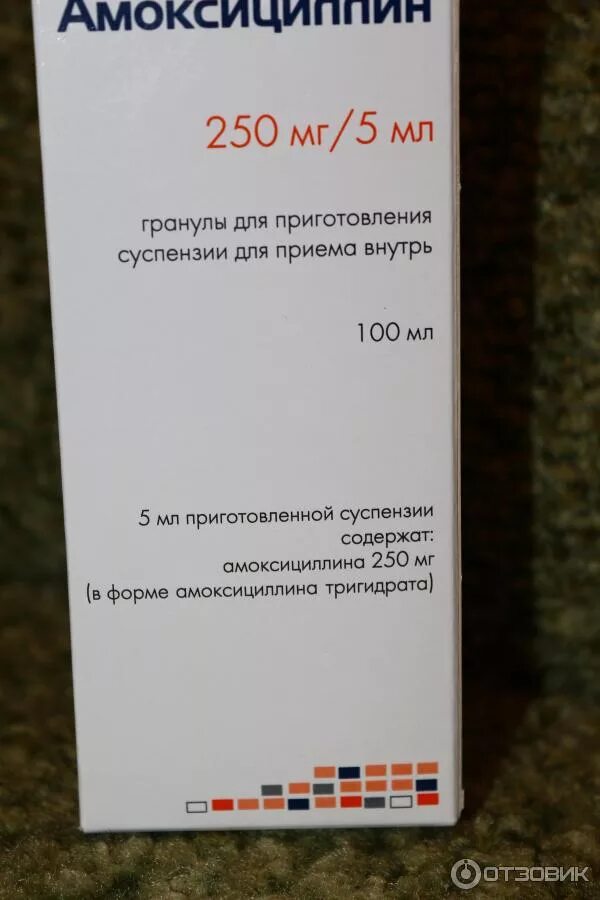 Амоксициллин
250 мг/5 мл
гранулы для приготовления
суспензии для приема внутрь
100 мл
5 мл приготовленной суспензии
содержат:
амоксициллина 250 мг
(в форме амоксициллина тригидрата)
ОТЗОВИК